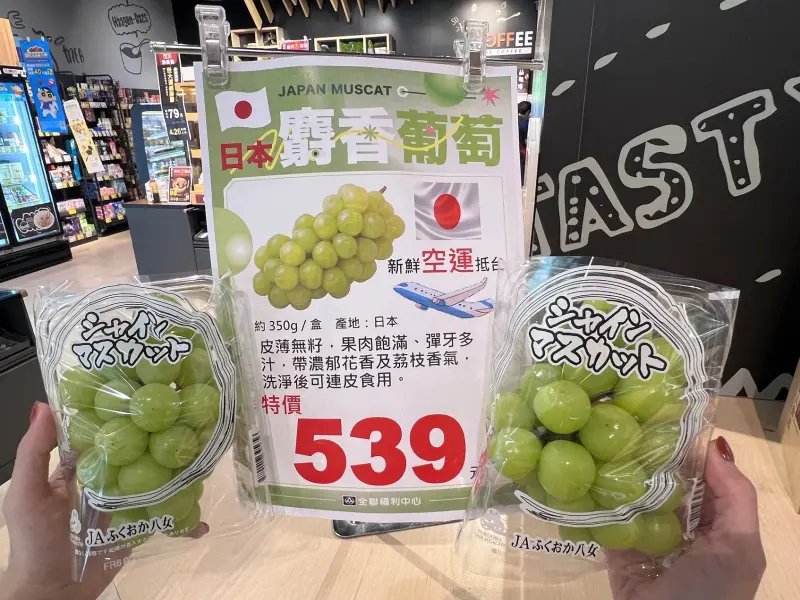 Häagen-Dazs
COFFEE
79
JAPAN MUSCAT
日本麝香葡萄
新鮮空運抵台
約 350g / 盒　產地：日本
皮薄無籽，果肉飽滿、彈牙多
汁，帶濃郁花香及荔枝香氣，
洗淨後可連皮食用。
特價
539元
全聯福利中心
TASTY
シャイン
マスカット
JAふくおか八女
シャイン
マスカット
JAふくおか八女